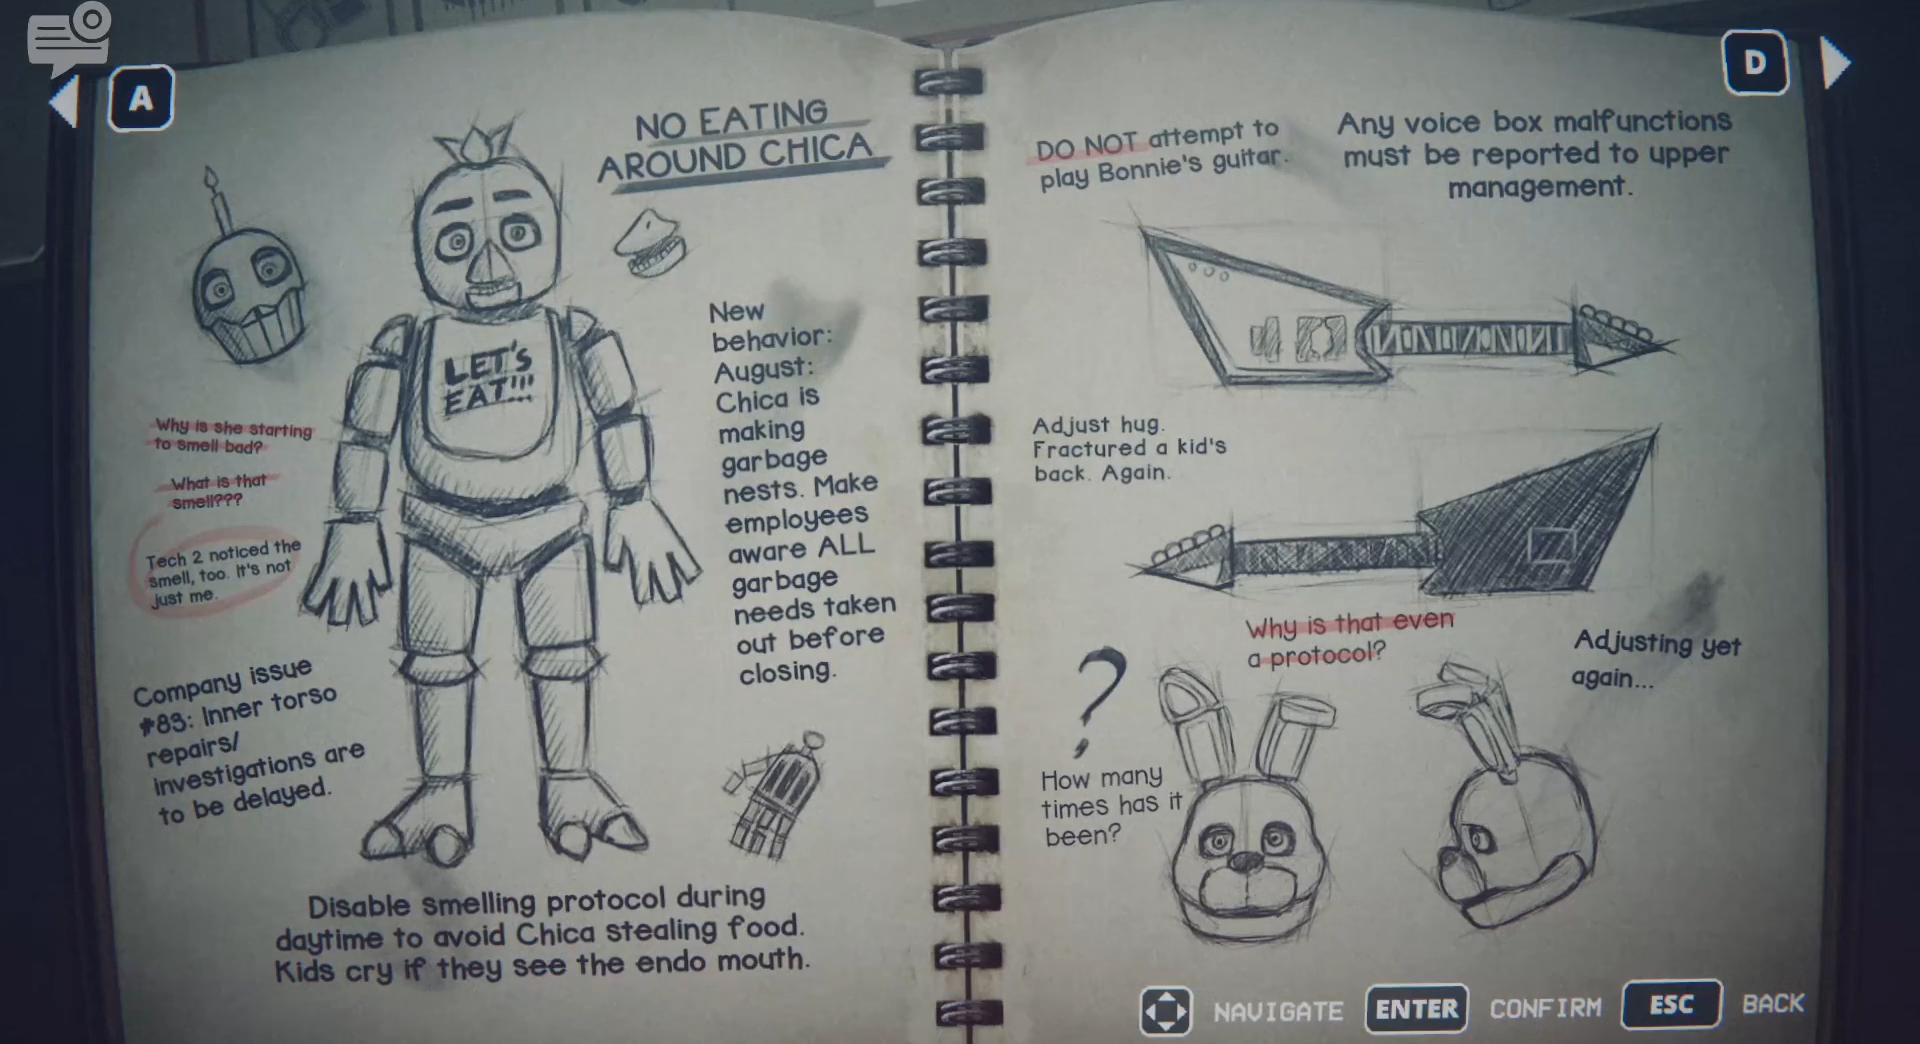 A
D
NO EATING
AROUND CHICA
LET'S
EAT!!!
New
behavior:
August:
Chica is
making
garbage
nests. Make
employees
aware ALL
garbage
needs taken
out before
closing.
Why is she starting
to smell bad?
What is that
smell???
Tech 2 noticed the
smell, too. It's not
just me.
Company issue
#83: Inner torso
repairs/
investigations are
to be delayed.
Disable smelling protocol during
daytime to avoid Chica stealing food.
Kids cry if they see the endo mouth.
DO NOT attempt to
play Bonnie's guitar.
Any voice box malfunctions
must be reported to upper
management.
Adjust hug.
Fractured a kid's
back. Again.
Why is that even
a protocol?
Adjusting yet
again...
?
How many
times has it
been?
NAVIGATE ENTER CONFIRM ESC BACK